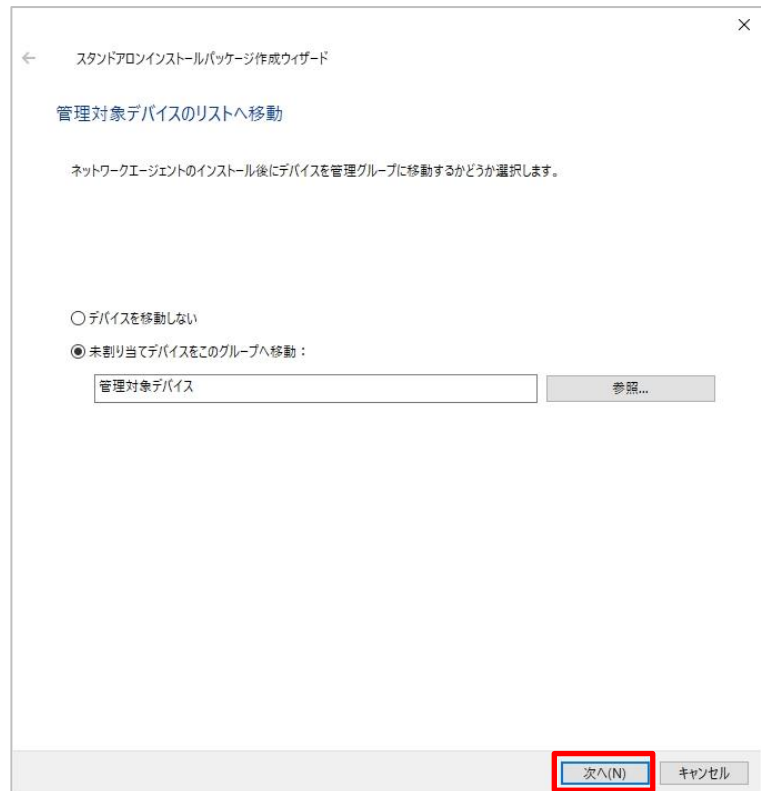 スタンドアロンインストールパッケージ作成ウィザード
管理対象デバイスのリストへ移動
ネットワークエージェントのインストール後にデバイスを管理グループに移動するかどうか選択します。
デバイスを移動しない
未割り当てデバイスをこのグループへ移動：
管理対象デバイス 参照...
次へ(N) キャンセル